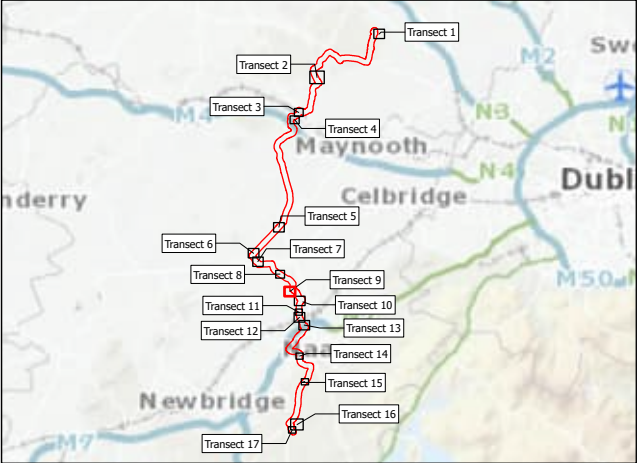 Transect 1
M2
Swo
Transect 2
Transect 3
M4
N3
Transect 4
Maynooth
N4
Dubl
nderry
Celbridge
Transect 5
Transect 6
Transect 7
Transect 8
Transect 9
M50
Transect 10
Transect 11
Transect 12
Transect 13
Transect 14
Transect 15
Newbridge
Transect 16
M7
Transect 17